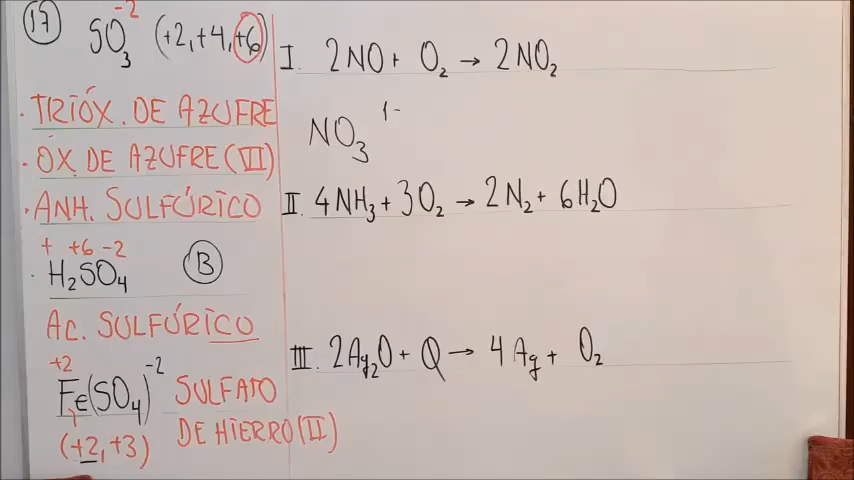 17 SO₃ -2 (+2, +4, +6)
· TRIÓX. DE AZUFRE
· ÓX. DE AZUFRE (VI)
· ANH. SULFÚRICO
+ +6 -2
· H₂SO₄ B
AC. SULFÚRICO
+2
Fe(SO₄)⁻² SULFATO
(+2, +3) DE HIERRO (II)
I. 2NO + O₂ → 2NO₂
NO₃ ¹⁻
II. 4NH₃ + 3O₂ → 2N₂ + 6H₂O
III. 2Ag₂O + Q → 4Ag + O₂